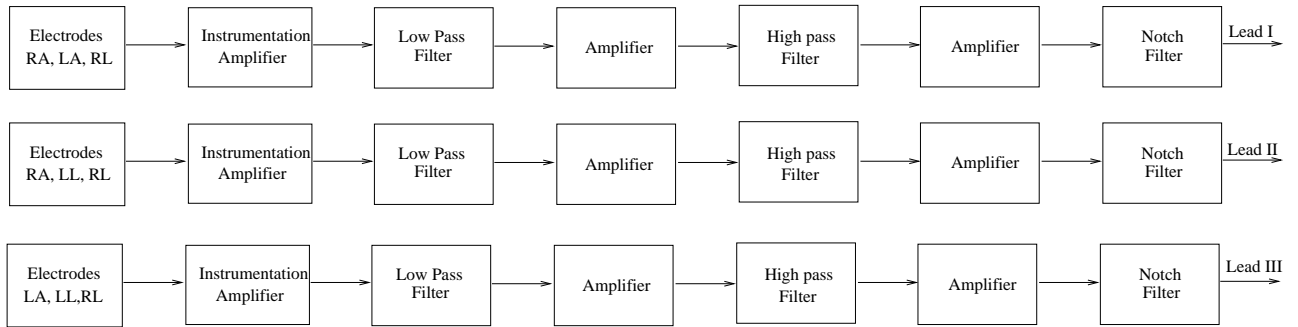 Electrodes
RA, LA, RL
Instrumentation
Amplifier
Low Pass
Filter
Amplifier
High pass
Filter
Amplifier
Notch
Filter
Lead I
Electrodes
RA, LL, RL
Instrumentation
Amplifier
Low Pass
Filter
Amplifier
High pass
Filter
Amplifier
Notch
Filter
Lead II
Electrodes
LA, LL,RL
Instrumentation
Amplifier
Low Pass
Filter
Amplifier
High pass
Filter
Amplifier
Notch
Filter
Lead III